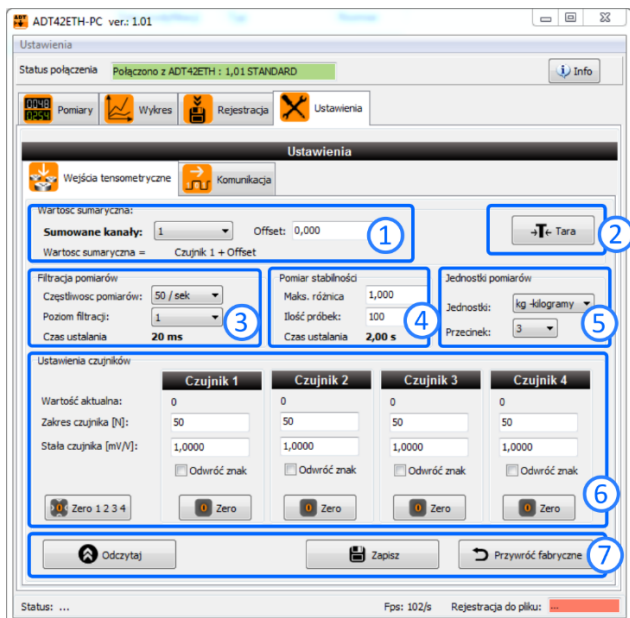 ADT42ETH-PC ver.: 1.01
Ustawienia
Status połączenia Połączono z ADT42ETH : 1,01 STANDARD Info
Pomiary Wykres Rejestracja Ustawienia
Ustawienia
Wejścia tensometryczne Komunikacja
Wartosc sumaryczna:
Sumowane kanały: 1 Offset: 0,000 1
→T← Tara 2
Wartosc sumaryczna = Czujnik 1 + Offset
Filtracja pomiarów
Częstliwosc pomiarów: 50 / sek
Poziom filtracji: 1 3
Czas ustalania 20 ms
Pomiar stabilności
Maks. różnica 1,000
Ilość próbek: 100 4
Czas ustalania 2,00 s
Jednostki pomiarów
Jednostki: kg -kilogramy
Przecinek: 3 5
Ustawienia czujników
Czujnik 1 Czujnik 2 Czujnik 3 Czujnik 4
Wartość aktualna: 0 0 0 0
Zakres czujnika [N]: 50 50 50 50
Stała czujnika [mV/V]: 1,0000 1,0000 1,0000 1,0000
Odwróć znak Odwróć znak Odwróć znak Odwróć znak
0 Zero 1 2 3 4 0 Zero 0 Zero 0 Zero 0 Zero 6
Odczytaj Zapisz Przywróć fabryczne 7
Status: ... Fps: 102/s Rejestracja do pliku: ...